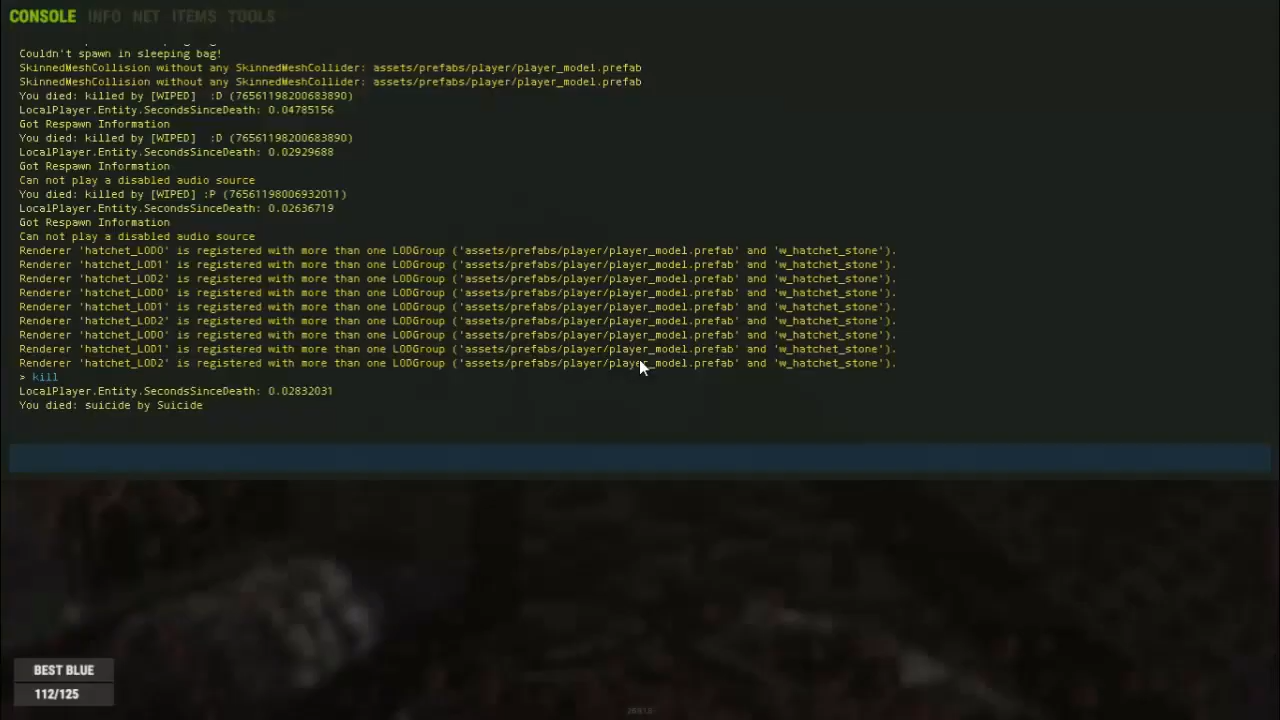 CONSOLE INFO NET ITEMS TOOLS
Couldn't spawn in sleeping bag!
SkinnedMeshCollision without any SkinnedMeshCollider: assets/prefabs/player/player_model.prefab
SkinnedMeshCollision without any SkinnedMeshCollider: assets/prefabs/player/player_model.prefab
You died: killed by [WIPED]  :D (76561198200683890)
LocalPlayer.Entity.SecondsSinceDeath: 0.04785156
Got Respawn Information
You died: killed by [WIPED]  :D (76561198200683890)
LocalPlayer.Entity.SecondsSinceDeath: 0.02929688
Got Respawn Information
Can not play a disabled audio source
You died: killed by [WIPED] :P (76561198006932011)
LocalPlayer.Entity.SecondsSinceDeath: 0.02636719
Got Respawn Information
Can not play a disabled audio source
Renderer 'hatchet_LOD0' is registered with more than one LODGroup ('assets/prefabs/player/player_model.prefab' and 'w_hatchet_stone').
Renderer 'hatchet_LOD1' is registered with more than one LODGroup ('assets/prefabs/player/player_model.prefab' and 'w_hatchet_stone').
Renderer 'hatchet_LOD2' is registered with more than one LODGroup ('assets/prefabs/player/player_model.prefab' and 'w_hatchet_stone').
Renderer 'hatchet_LOD0' is registered with more than one LODGroup ('assets/prefabs/player/player_model.prefab' and 'w_hatchet_stone').
Renderer 'hatchet_LOD1' is registered with more than one LODGroup ('assets/prefabs/player/player_model.prefab' and 'w_hatchet_stone').
Renderer 'hatchet_LOD2' is registered with more than one LODGroup ('assets/prefabs/player/player_model.prefab' and 'w_hatchet_stone').
Renderer 'hatchet_LOD0' is registered with more than one LODGroup ('assets/prefabs/player/player_model.prefab' and 'w_hatchet_stone').
Renderer 'hatchet_LOD1' is registered with more than one LODGroup ('assets/prefabs/player/player_model.prefab' and 'w_hatchet_stone').
Renderer 'hatchet_LOD2' is registered with more than one LODGroup ('assets/prefabs/player/player_model.prefab' and 'w_hatchet_stone').
> kill
LocalPlayer.Entity.SecondsSinceDeath: 0.02832031
You died: suicide by Suicide
BEST BLUE
112/125